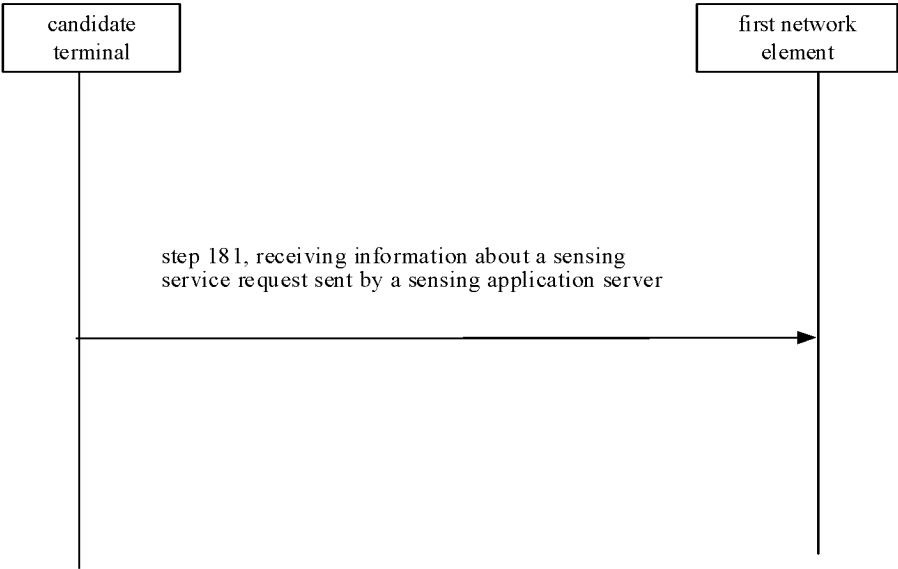 candidate
terminal
first network
element
step 181, receiving information about a sensing
service request sent by a sensing application server